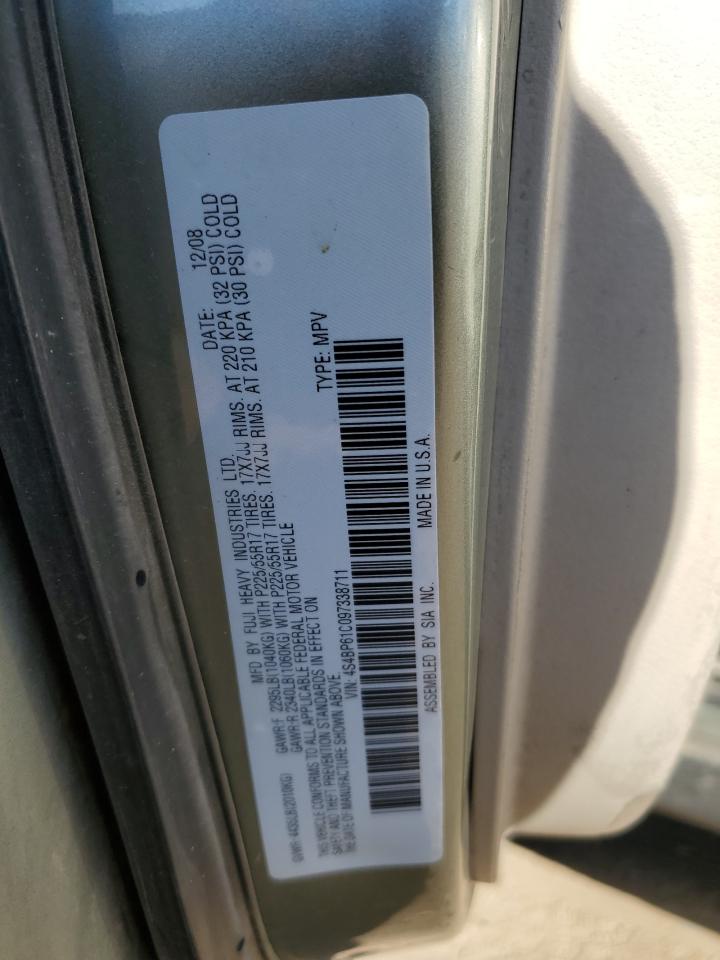 MFD BY FUJI HEAVY INDUSTRIES LTD. DATE: 12/08
GVWR: 4435LB(2010KG) GAWR:F 2295LB(1040KG) WITH P225/55R17 TIRES. 17X7JJ RIMS. AT 220 KPA (32 PSI) COLD
GAWR:R 2340LB(1060KG) WITH P225/55R17 TIRES. 17X7JJ RIMS. AT 210 KPA (30 PSI) COLD
THIS VEHICLE CONFORMS TO ALL APPLICABLE FEDERAL MOTOR VEHICLE
SAFETY AND THEFT PREVENTION STANDARDS IN EFFECT ON
THE DATE OF MANUFACTURE SHOWN ABOVE.
VIN: 4S4BP61C097338711 TYPE: MPV
ASSEMBLED BY SIA INC. MADE IN U.S.A.